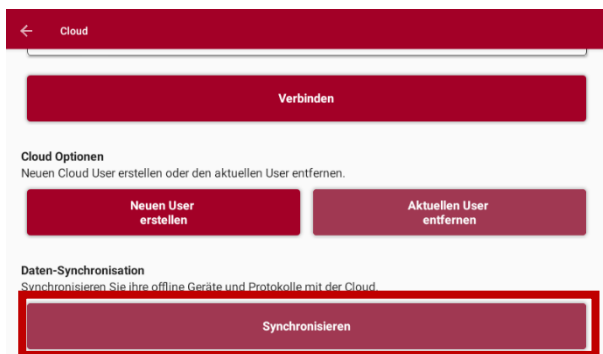 Cloud
Verbinden
Cloud Optionen
Neuen Cloud User erstellen oder den aktuellen User entfernen.
Neuen User
erstellen
Aktuellen User
entfernen
Daten-Synchronisation
Synchronisieren Sie ihre offline Geräte und Protokolle mit der Cloud.
Synchronisieren